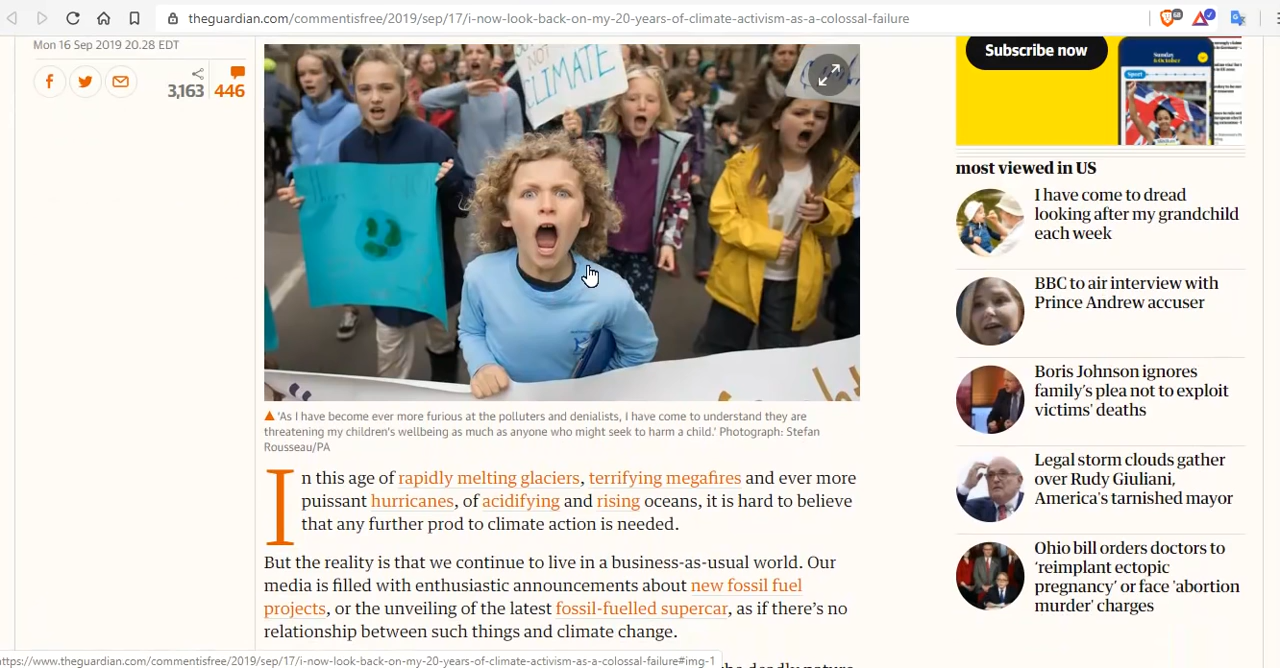 theguardian.com/commentisfree/2019/sep/17/i-now-look-back-on-my-20-years-of-climate-activism-as-a-colossal-failure
Mon 16 Sep 2019 20.28 EDT
3,163 446
NOT
CLIMATE
'As I have become ever more furious at the polluters and denialists, I have come to understand they are
threatening my children's wellbeing as much as anyone who might seek to harm a child.' Photograph: Stefan
Rousseau/PA
In this age of rapidly melting glaciers, terrifying megafires and ever more
puissant hurricanes, of acidifying and rising oceans, it is hard to believe
that any further prod to climate action is needed.
But the reality is that we continue to live in a business-as-usual world. Our
media is filled with enthusiastic announcements about new fossil fuel
projects, or the unveiling of the latest fossil-fuelled supercar, as if there's no
relationship between such things and climate change.
Subscribe now
Sunday
Sport
most viewed in US
I have come to dread
looking after my grandchild
each week
BBC to air interview with
Prince Andrew accuser
Boris Johnson ignores
family's plea not to exploit
victims' deaths
Legal storm clouds gather
over Rudy Giuliani,
America's tarnished mayor
Ohio bill orders doctors to
'reimplant ectopic
pregnancy' or face 'abortion
murder' charges
https://www.theguardian.com/commentisfree/2019/sep/17/i-now-look-back-on-my-20-years-of-climate-activism-as-a-colossal-failure#img-1